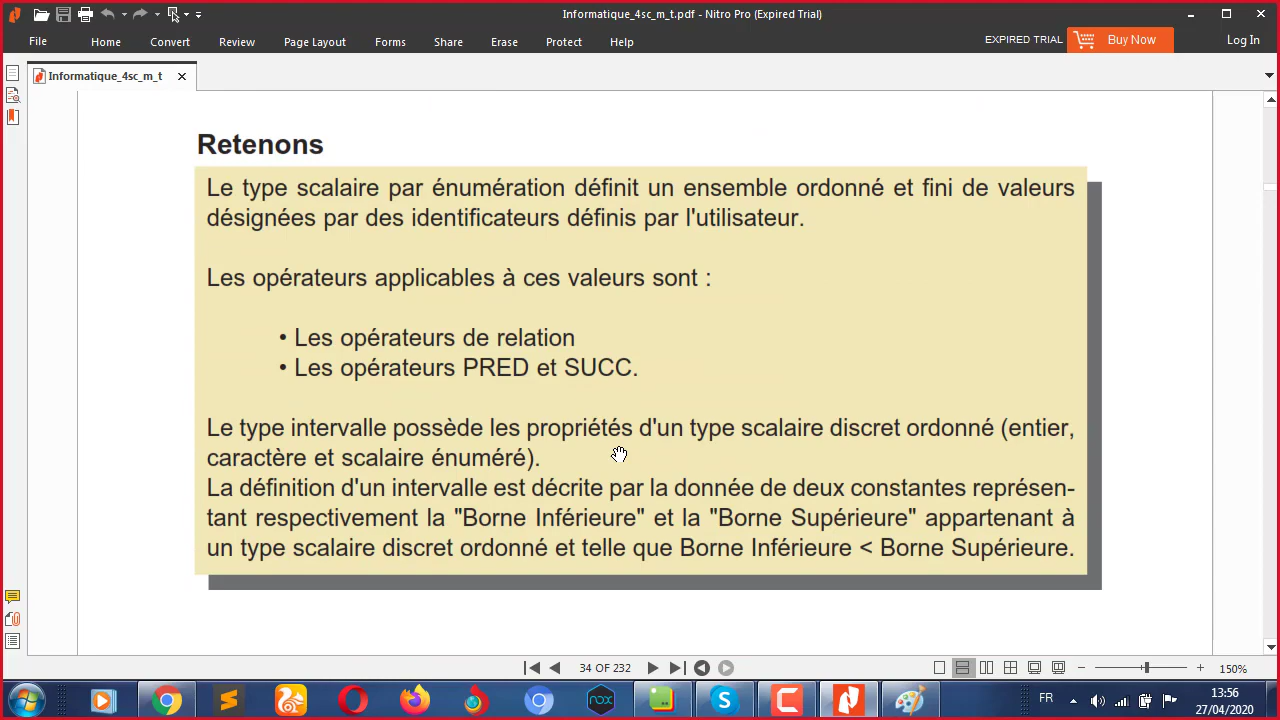 Informatique_4sc_m_t.pdf - Nitro Pro (Expired Trial)
File Home Convert Review Page Layout Forms Share Erase Protect Help EXPIRED TRIAL Buy Now Log In
Informatique_4sc_m_t
Retenons
Le type scalaire par énumération définit un ensemble ordonné et fini de valeurs
désignées par des identificateurs définis par l'utilisateur.
Les opérateurs applicables à ces valeurs sont :
• Les opérateurs de relation
• Les opérateurs PRED et SUCC.
Le type intervalle possède les propriétés d'un type scalaire discret ordonné (entier,
caractère et scalaire énuméré).
La définition d'un intervalle est décrite par la donnée de deux constantes représen-
tant respectivement la "Borne Inférieure" et la "Borne Supérieure" appartenant à
un type scalaire discret ordonné et telle que Borne Inférieure < Borne Supérieure.
34 OF 232 150%
FR 13:56
27/04/2020